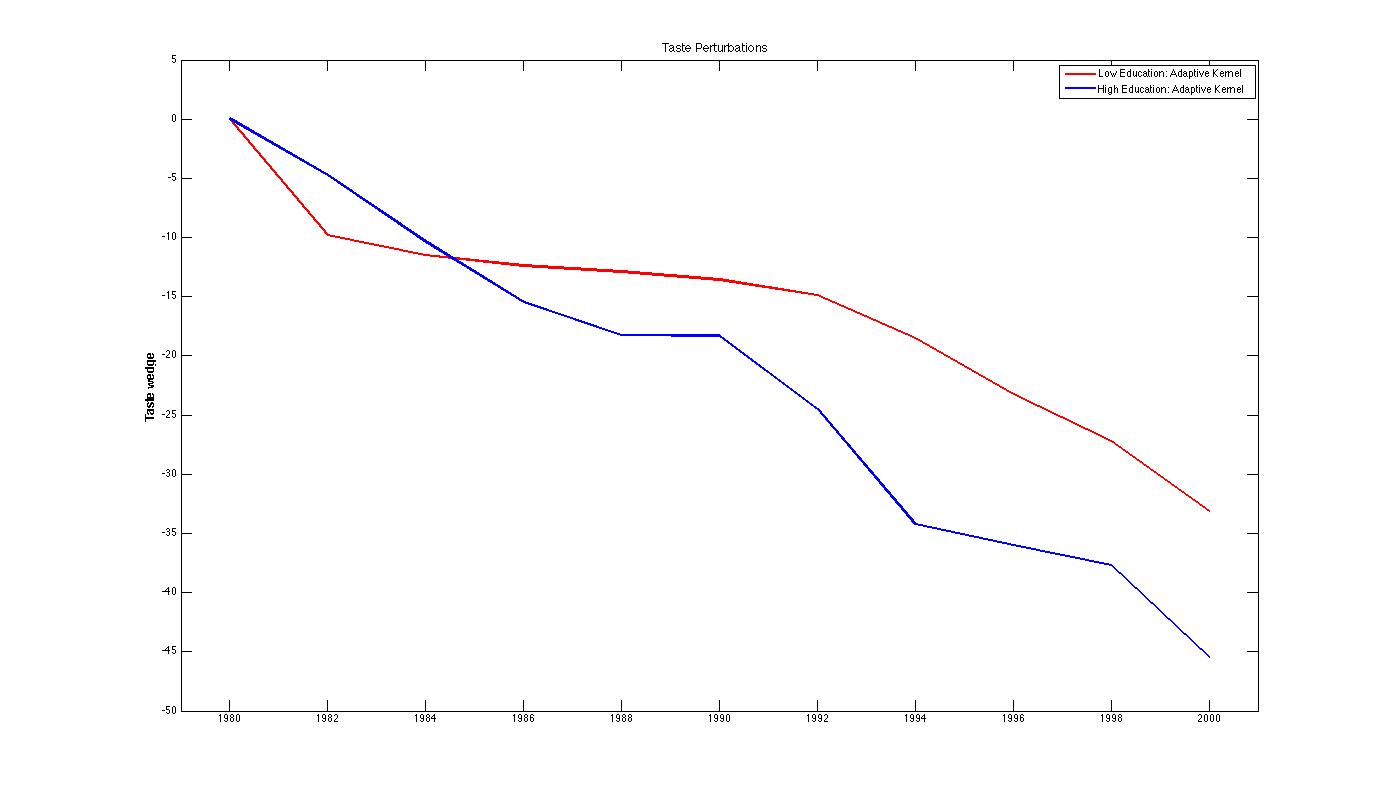 Taste Perturbations
Low Education: Adaptive Kernel
High Education: Adaptive Kernel
Taste wedge
5
0
-5
-10
-15
-20
-25
-30
-35
-40
-45
-50
1980 1982 1984 1986 1988 1990 1992 1994 1996 1998 2000